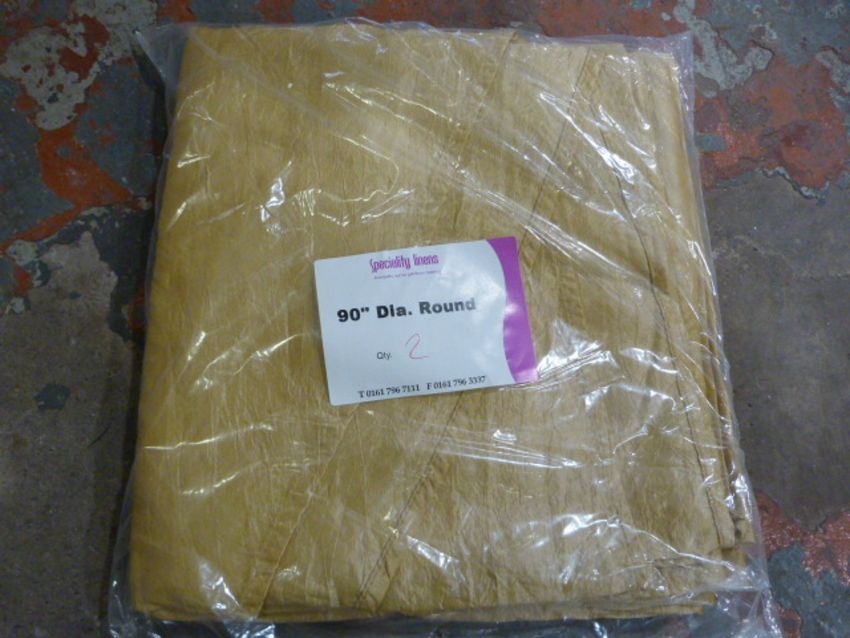 Speciality linens
90" Dia. Round
Qty. 2
T 0161 796 7111 F 0161 796 3337